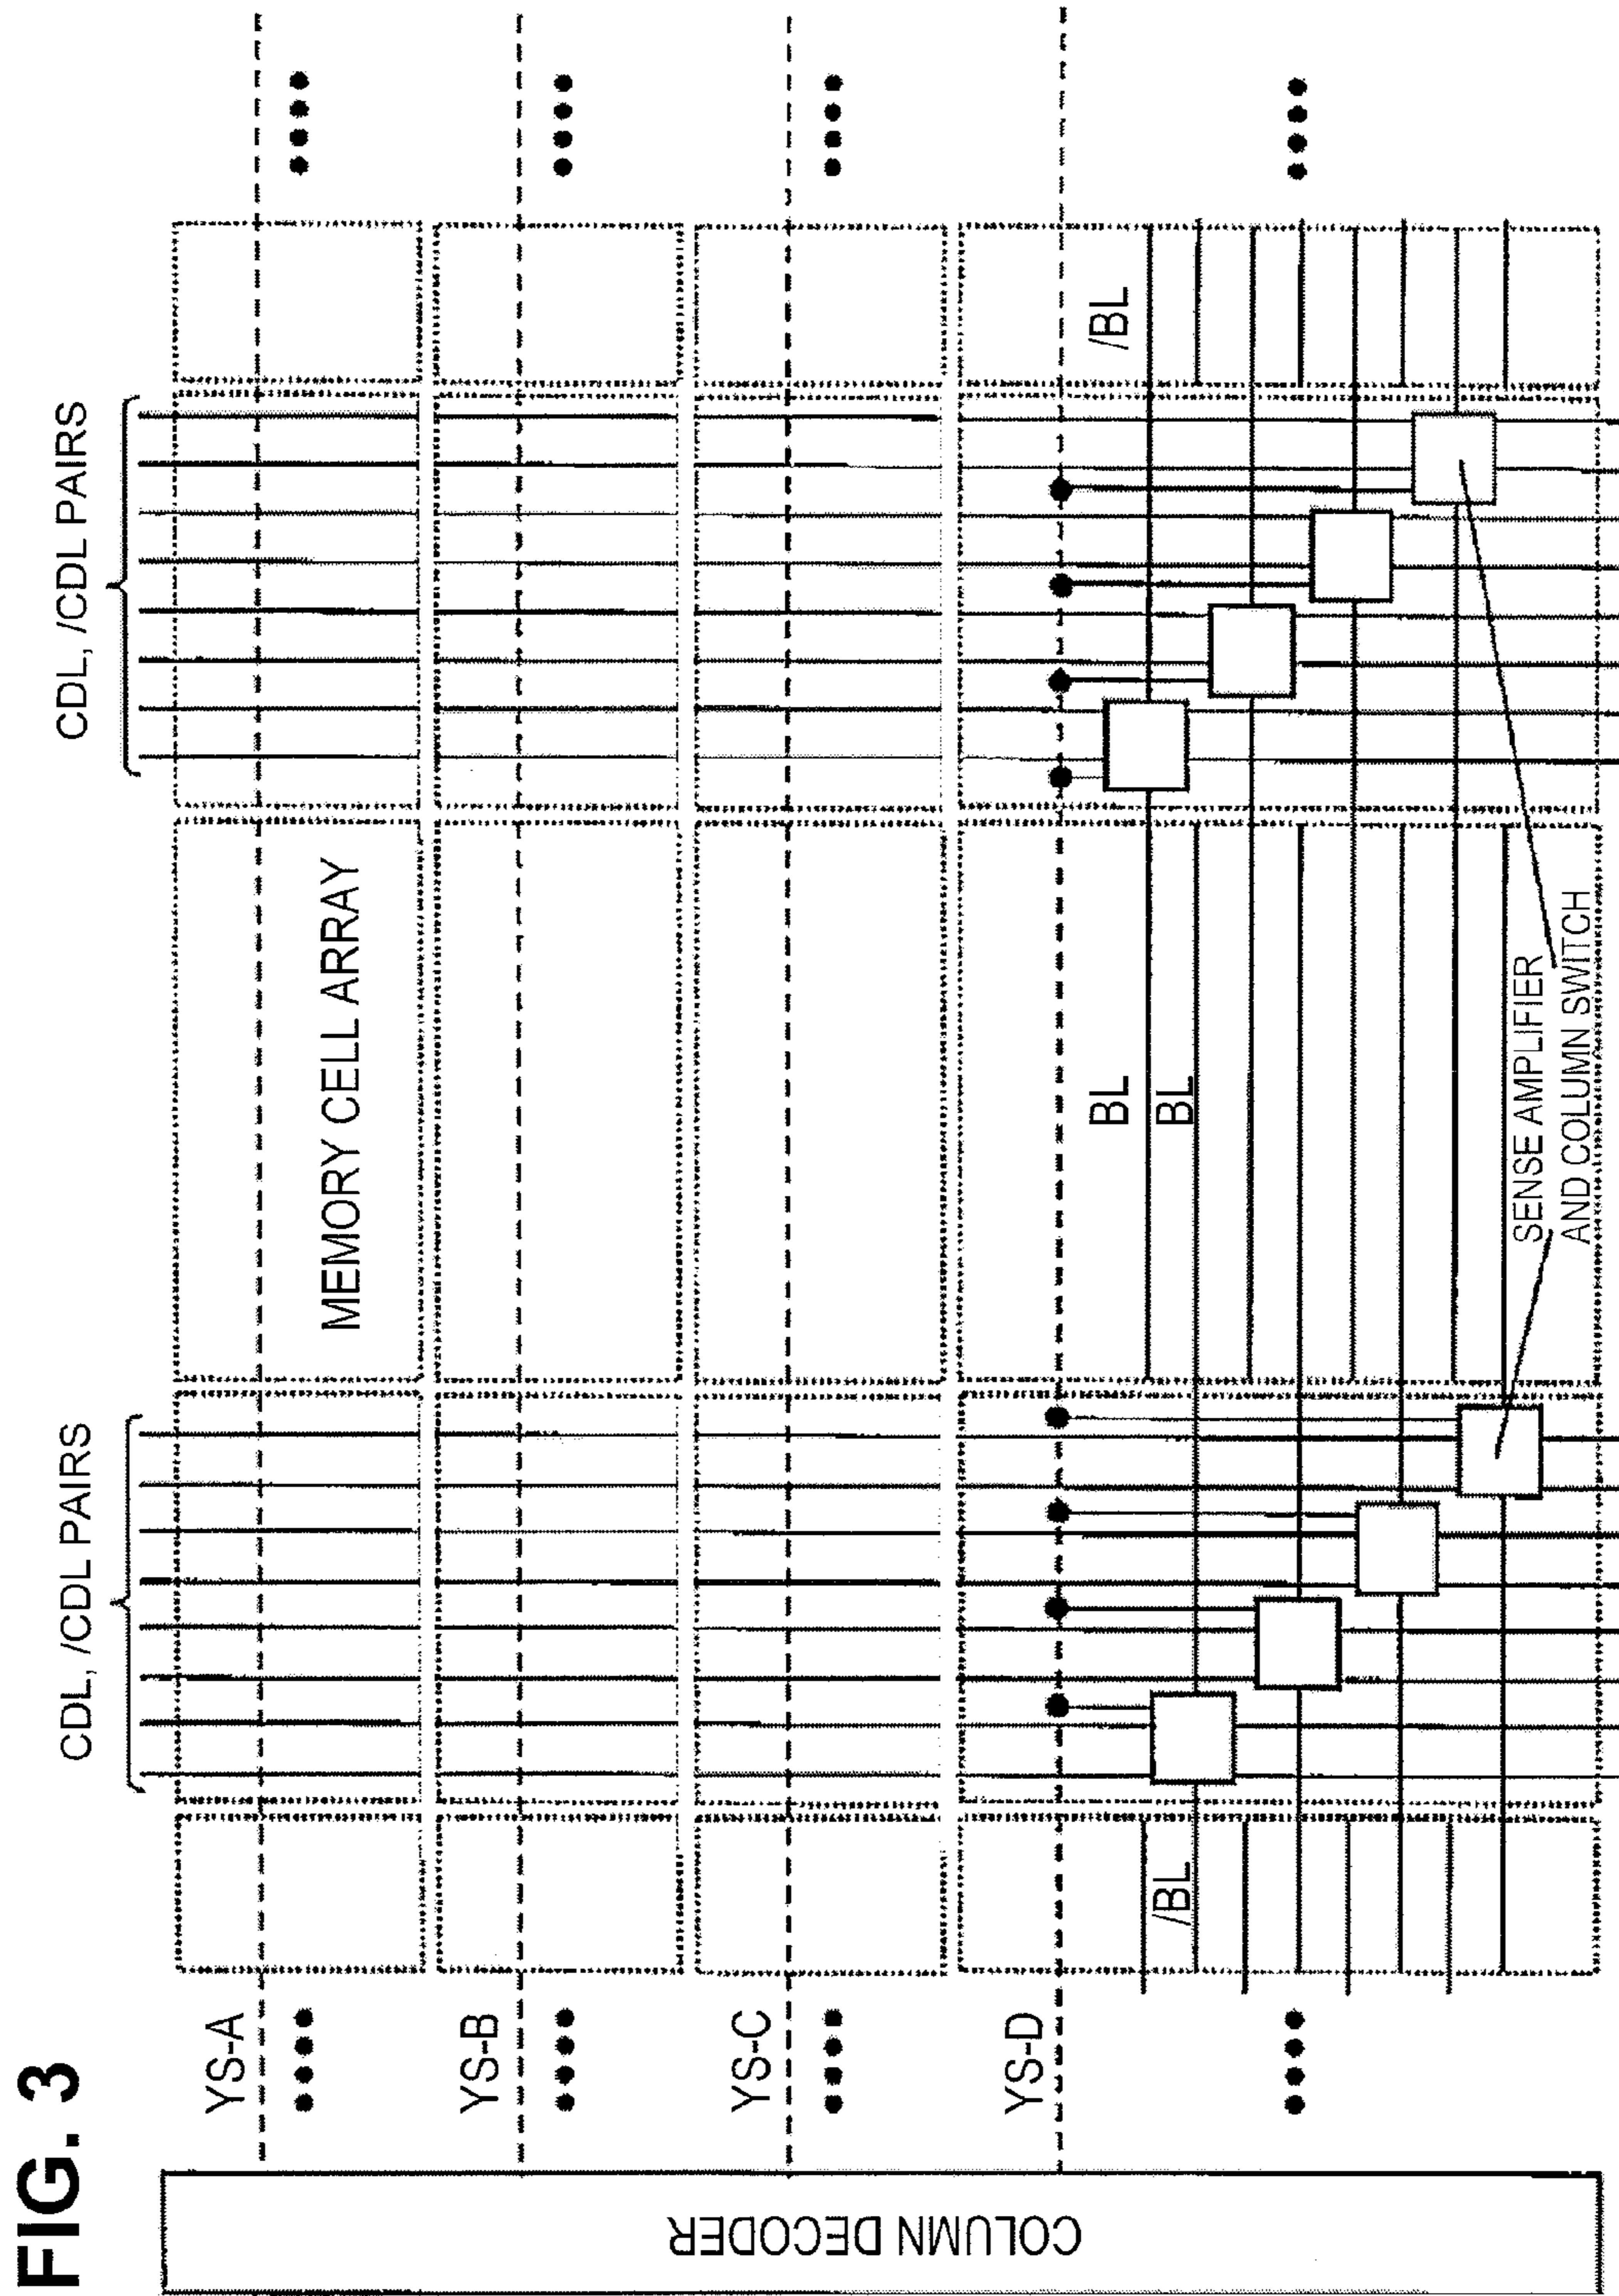 FIG. 3
CDL, /CDL PAIRS
CDL, /CDL PAIRS
YS-A
MEMORY CELL ARRAY
YS-B
YS-C
YS-D
BL
/BL
/BL
BL
SENSE AMPLIFIER
AND COLUMN SWITCH
COLUMN DECODER